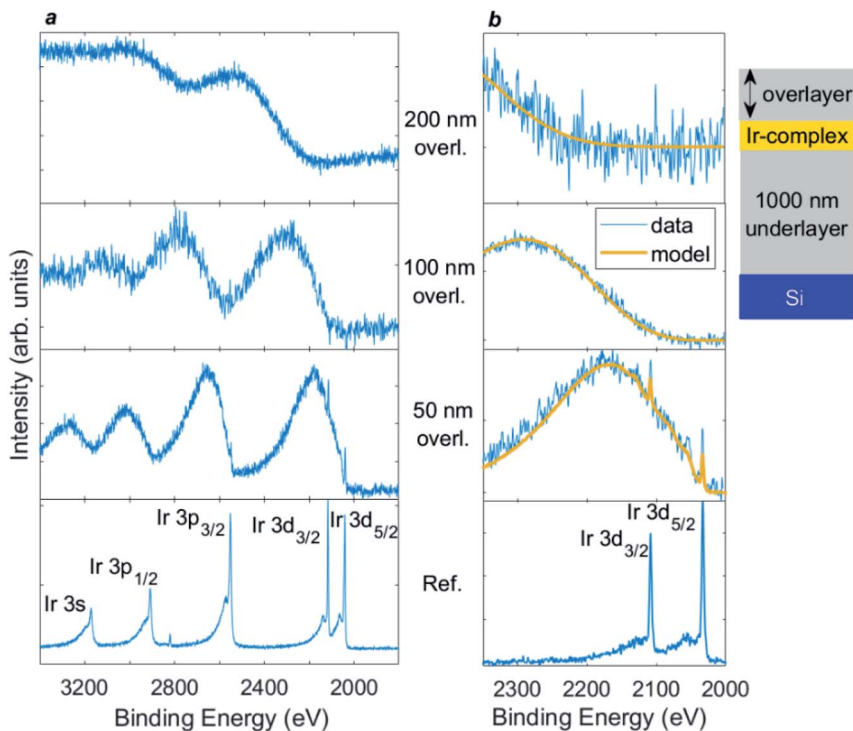 a
b
200 nm
overl.
overlayer
Ir-complex
1000 nm
underlayer
Si
100 nm
overl.
data
model
50 nm
overl.
Ir 3s
Ir 3p1/2
Ir 3p3/2
Ir 3d3/2
Ir 3d5/2
Ref.
Ir 3d3/2
Ir 3d5/2
Intensity (arb. units)
3200 2800 2400 2000
Binding Energy (eV)
2300 2200 2100 2000
Binding Energy (eV)